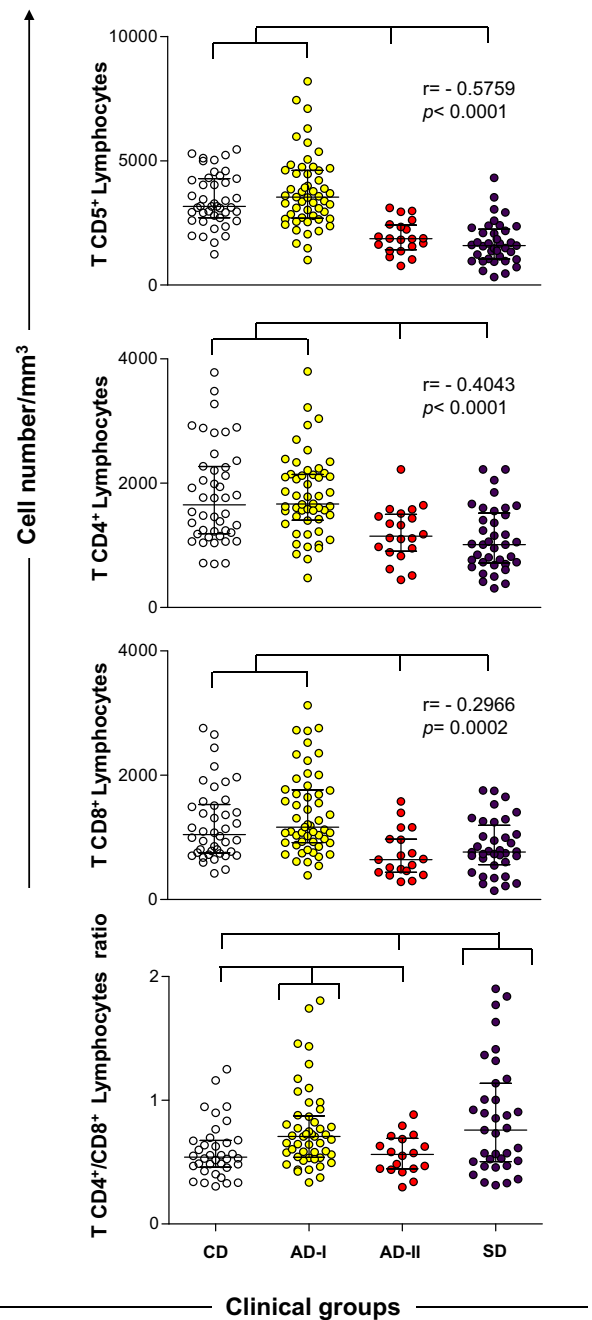 Cell number/mm³
T CD5⁺ Lymphocytes
10000
5000
0
r= - 0.5759
p< 0.0001
T CD4⁺ Lymphocytes
4000
2000
0
r= - 0.4043
p< 0.0001
T CD8⁺ Lymphocytes
4000
2000
0
r= - 0.2966
p= 0.0002
T CD4⁺/CD8⁺ Lymphocytes ratio
2
1
0
CD AD-I AD-II SD
Clinical groups